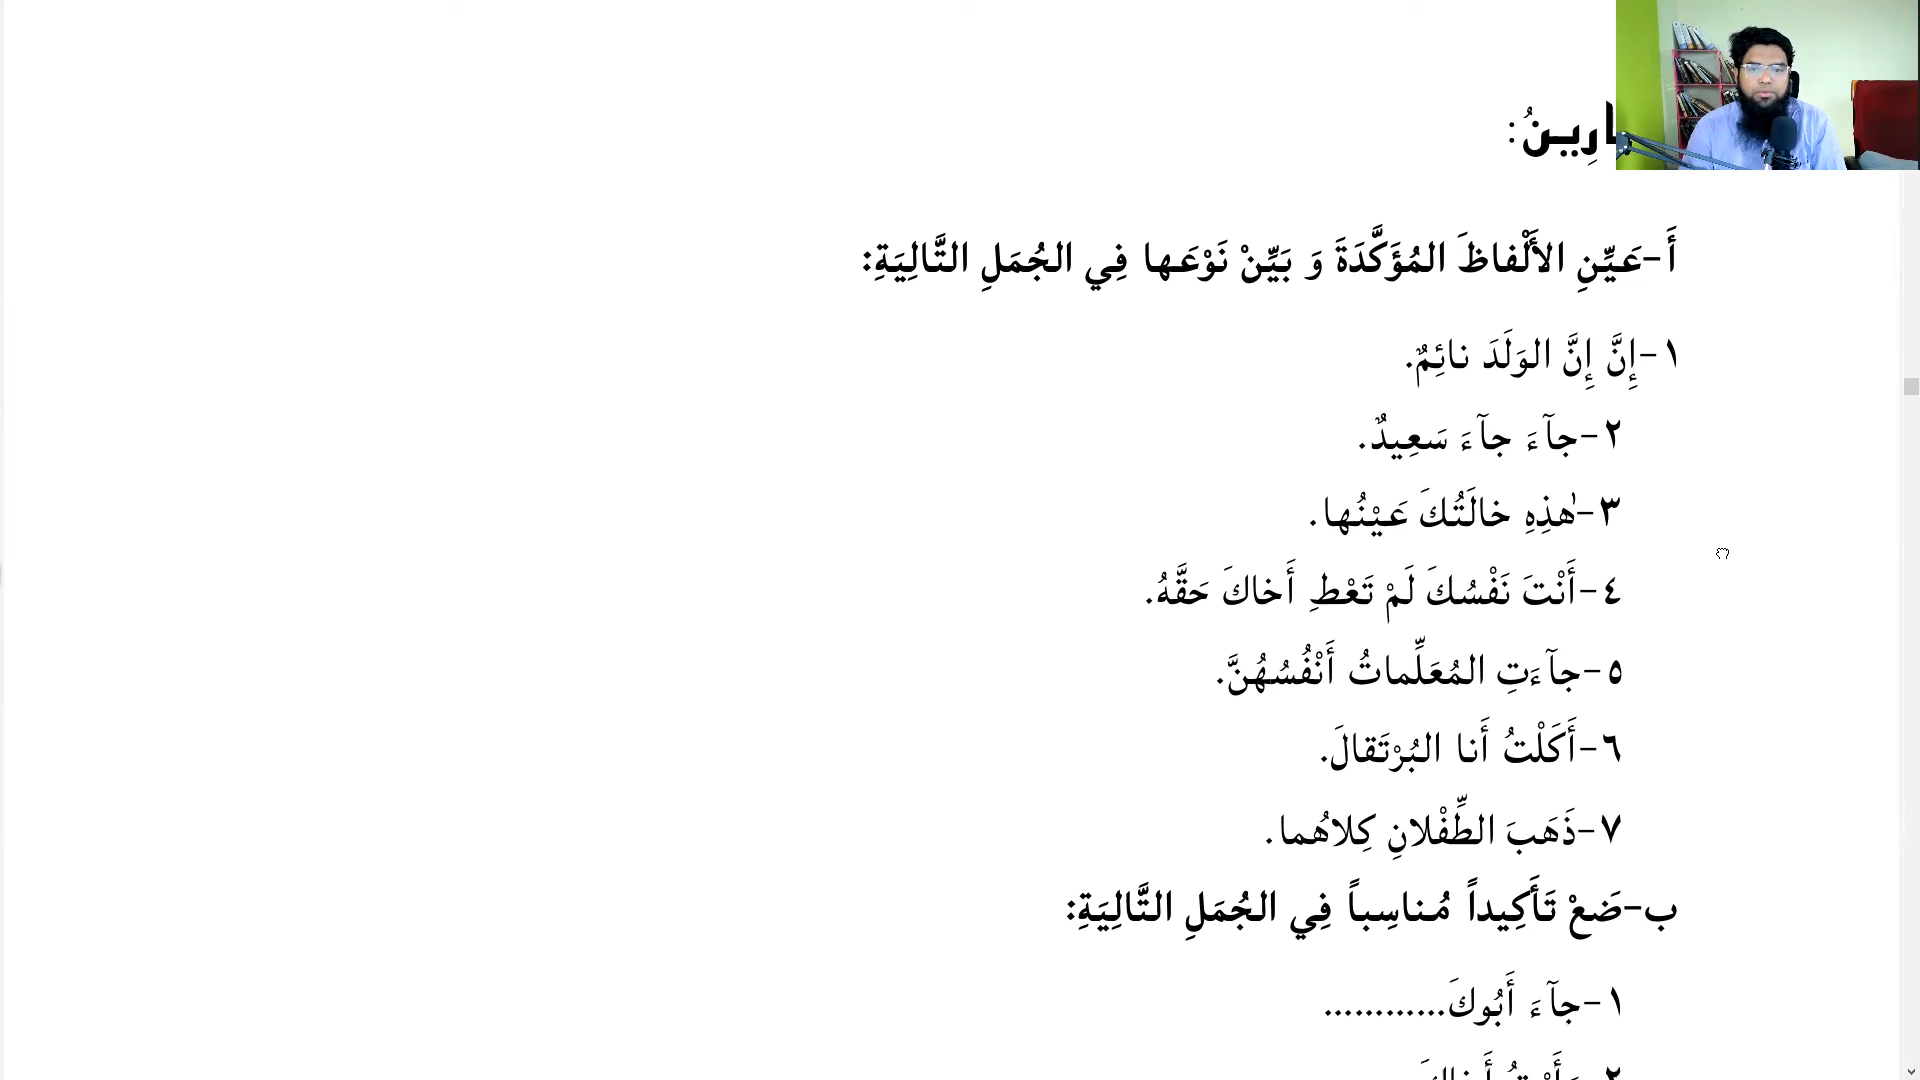 ارِينُ:
أَ-عَيِّنِ الأَلْفاظَ المُؤَكَّدَةَ وَ بَيِّنْ نَوْعَها فِي الجُمَلِ التَّالِيَةِ:
١-إِنَّ إِنَّ الوَلَدَ نائِمٌ.
٢-جآءَ جآءَ سَعِيدٌ.
٣-هٰذِهِ خالَتُكَ عَيْنُها.
٤-أَنْتَ نَفْسُكَ لَمْ تَعْطِ أَخاكَ حَقَّهُ.
٥-جآءَتِ المُعَلِّماتُ أَنْفُسُهُنَّ.
٦-أَكَلْتُ أَنا البُرْتَقالَ.
٧-ذَهَبَ الطِّفْلانِ كِلاهُما.
ب-ضَعْ تَأَكِيداً مُناسِباً فِي الجُمَلِ التَّالِيَةِ:
١-جآءَ أَبُوكَ............